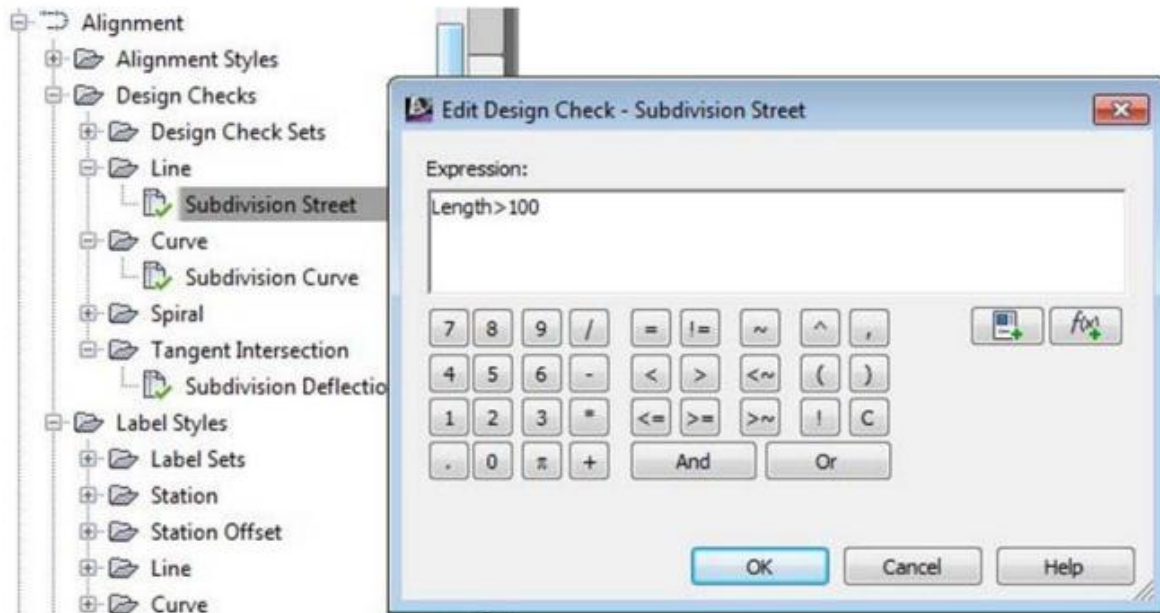 Alignment
Alignment Styles
Design Checks
Design Check Sets
Line
Subdivision Street
Curve
Subdivision Curve
Spiral
Tangent Intersection
Subdivision Deflectio
Label Styles
Label Sets
Station
Station Offset
Line
Curve
Edit Design Check - Subdivision Street
Expression:
Length>100
7 8 9 / = != ~ ^ , f(x)
4 5 6 - < > <~ ( )
1 2 3 * <= >= >~ ! C
. 0 π + And Or
OK Cancel Help